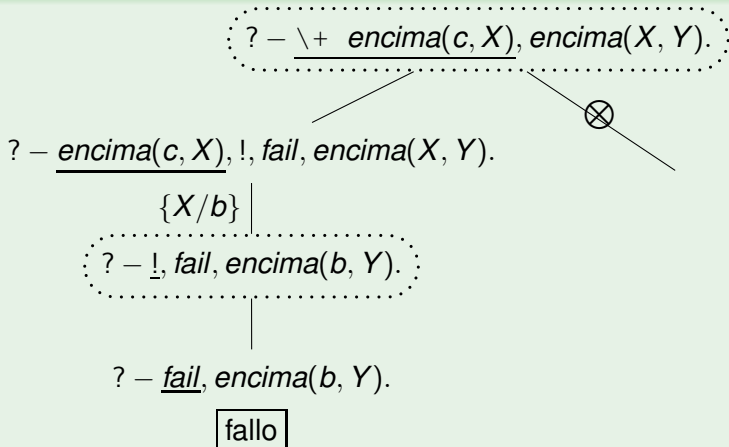 ? − \+ encima(c, X), encima(X, Y).
? − encima(c, X), !, fail, encima(X, Y).
{X/b}
? − !, fail, encima(b, Y).
? − fail, encima(b, Y).
fallo